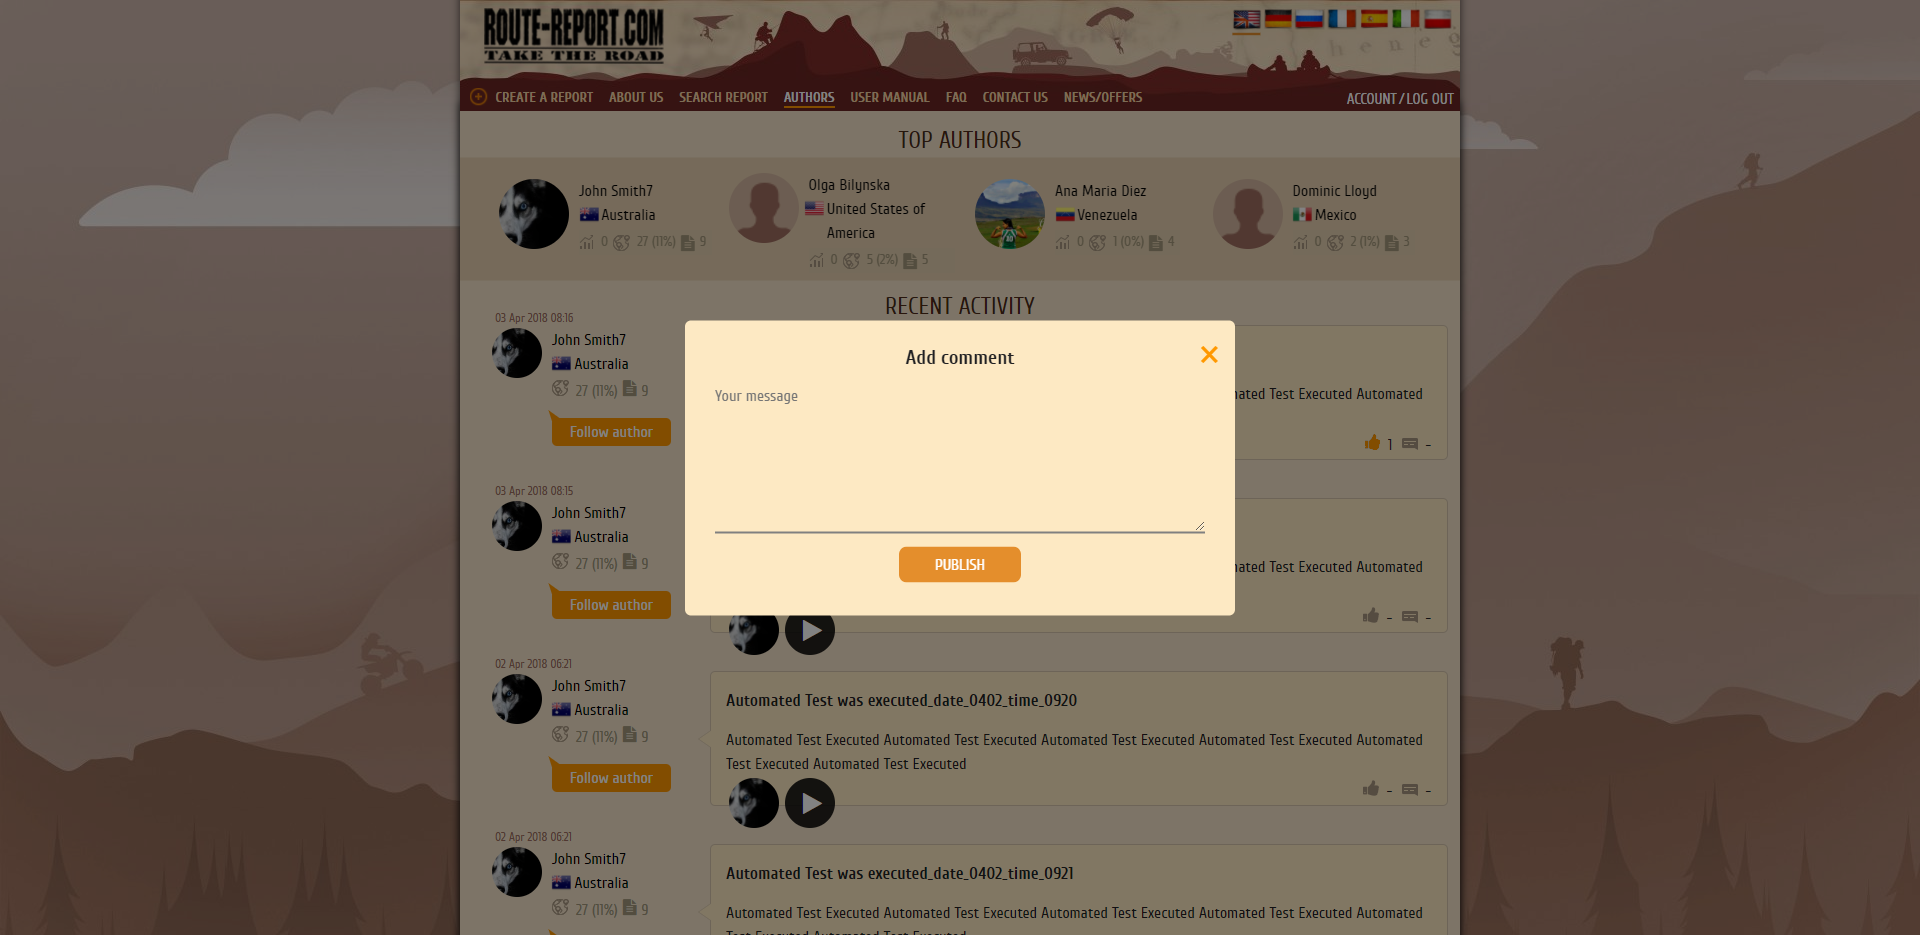 ROUTE-REPORT.COM
TAKE THE ROAD
CREATE A REPORT ABOUT US SEARCH REPORT AUTHORS USER MANUAL FAQ CONTACT US NEWS/OFFERS ACCOUNT/LOG OUT
TOP AUTHORS
John Smith7
Australia
0 27 (11%) 9
Olga Bilynska
United States of
America
0 5 (2%) 5
Ana Maria Diez
Venezuela
0 1 (0%) 4
Dominic Lloyd
Mexico
0 2 (1%) 3
RECENT ACTIVITY
03 Apr 2018 08:16
John Smith7
Australia
27 (11%) 9
Follow author
Test Executed Automated
1 -
Add comment
Your message
PUBLISH
03 Apr 2018 08:15
John Smith7
Australia
27 (11%) 9
Follow author
Test Executed Automated
- -
02 Apr 2018 06:21
John Smith7
Australia
27 (11%) 9
Follow author
Automated Test was executed_date_0402_time_0920
Automated Test Executed Automated Test Executed Automated Test Executed Automated Test Executed Automated
Test Executed Automated Test Executed
- -
02 Apr 2018 06:21
John Smith7
Australia
27 (11%) 9
Automated Test was executed_date_0402_time_0921
Automated Test Executed Automated Test Executed Automated Test Executed Automated Test Executed Automated
Test Executed Automated Test Executed